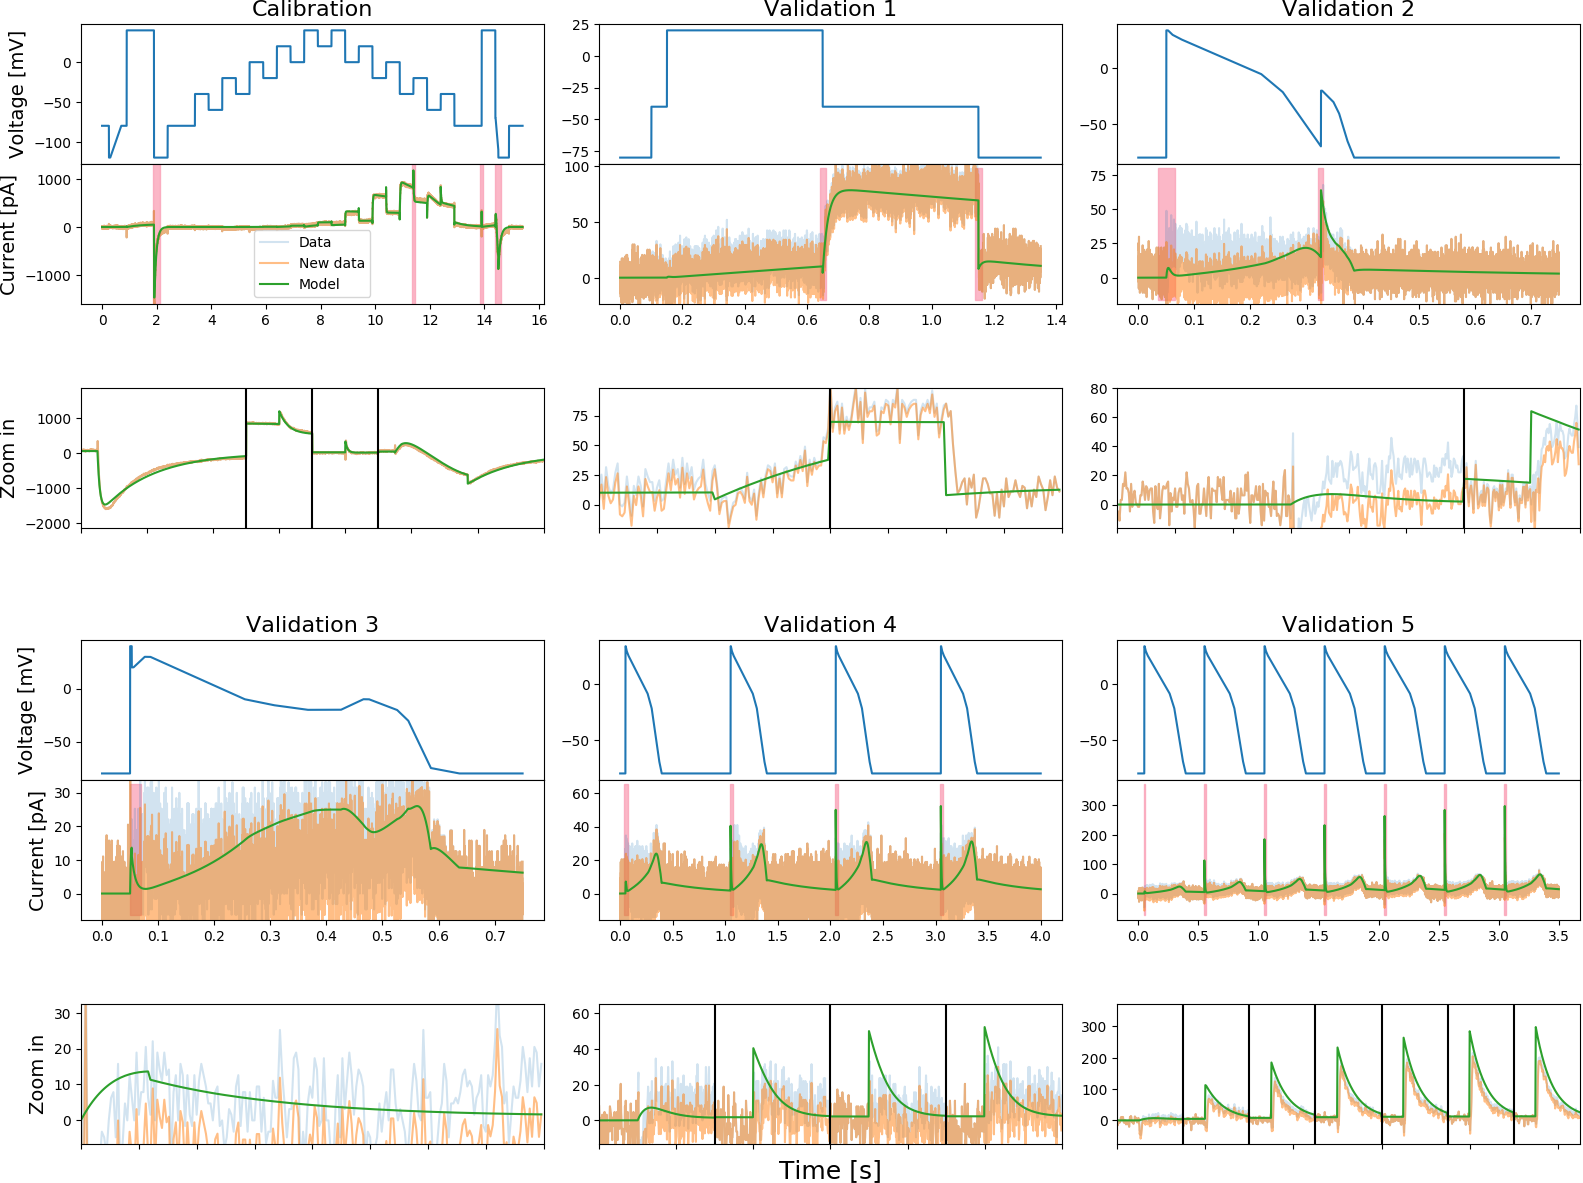 Calibration
Validation 1
Validation 2
Voltage [mV]
0
−50
−100
25
0
−25
−50
−75
0
−50
Current [pA]
1000
0
−1000
Data
New data
Model
100
50
0
75
50
25
0
0 2 4 6 8 10 12 14 16
0.0 0.2 0.4 0.6 0.8 1.0 1.2 1.4
0.0 0.1 0.2 0.3 0.4 0.5 0.6 0.7
Zoom in
1000
0
−1000
−2000
75
50
25
0
80
60
40
20
0
Validation 3
Validation 4
Validation 5
Voltage [mV]
0
−50
0
−50
0
−50
Current [pA]
30
20
10
0
60
40
20
0
300
200
100
0
0.0 0.1 0.2 0.3 0.4 0.5 0.6 0.7
0.0 0.5 1.0 1.5 2.0 2.5 3.0 3.5 4.0
0.0 0.5 1.0 1.5 2.0 2.5 3.0 3.5
Zoom in
30
20
10
0
60
40
20
0
300
200
100
0
Time [s]